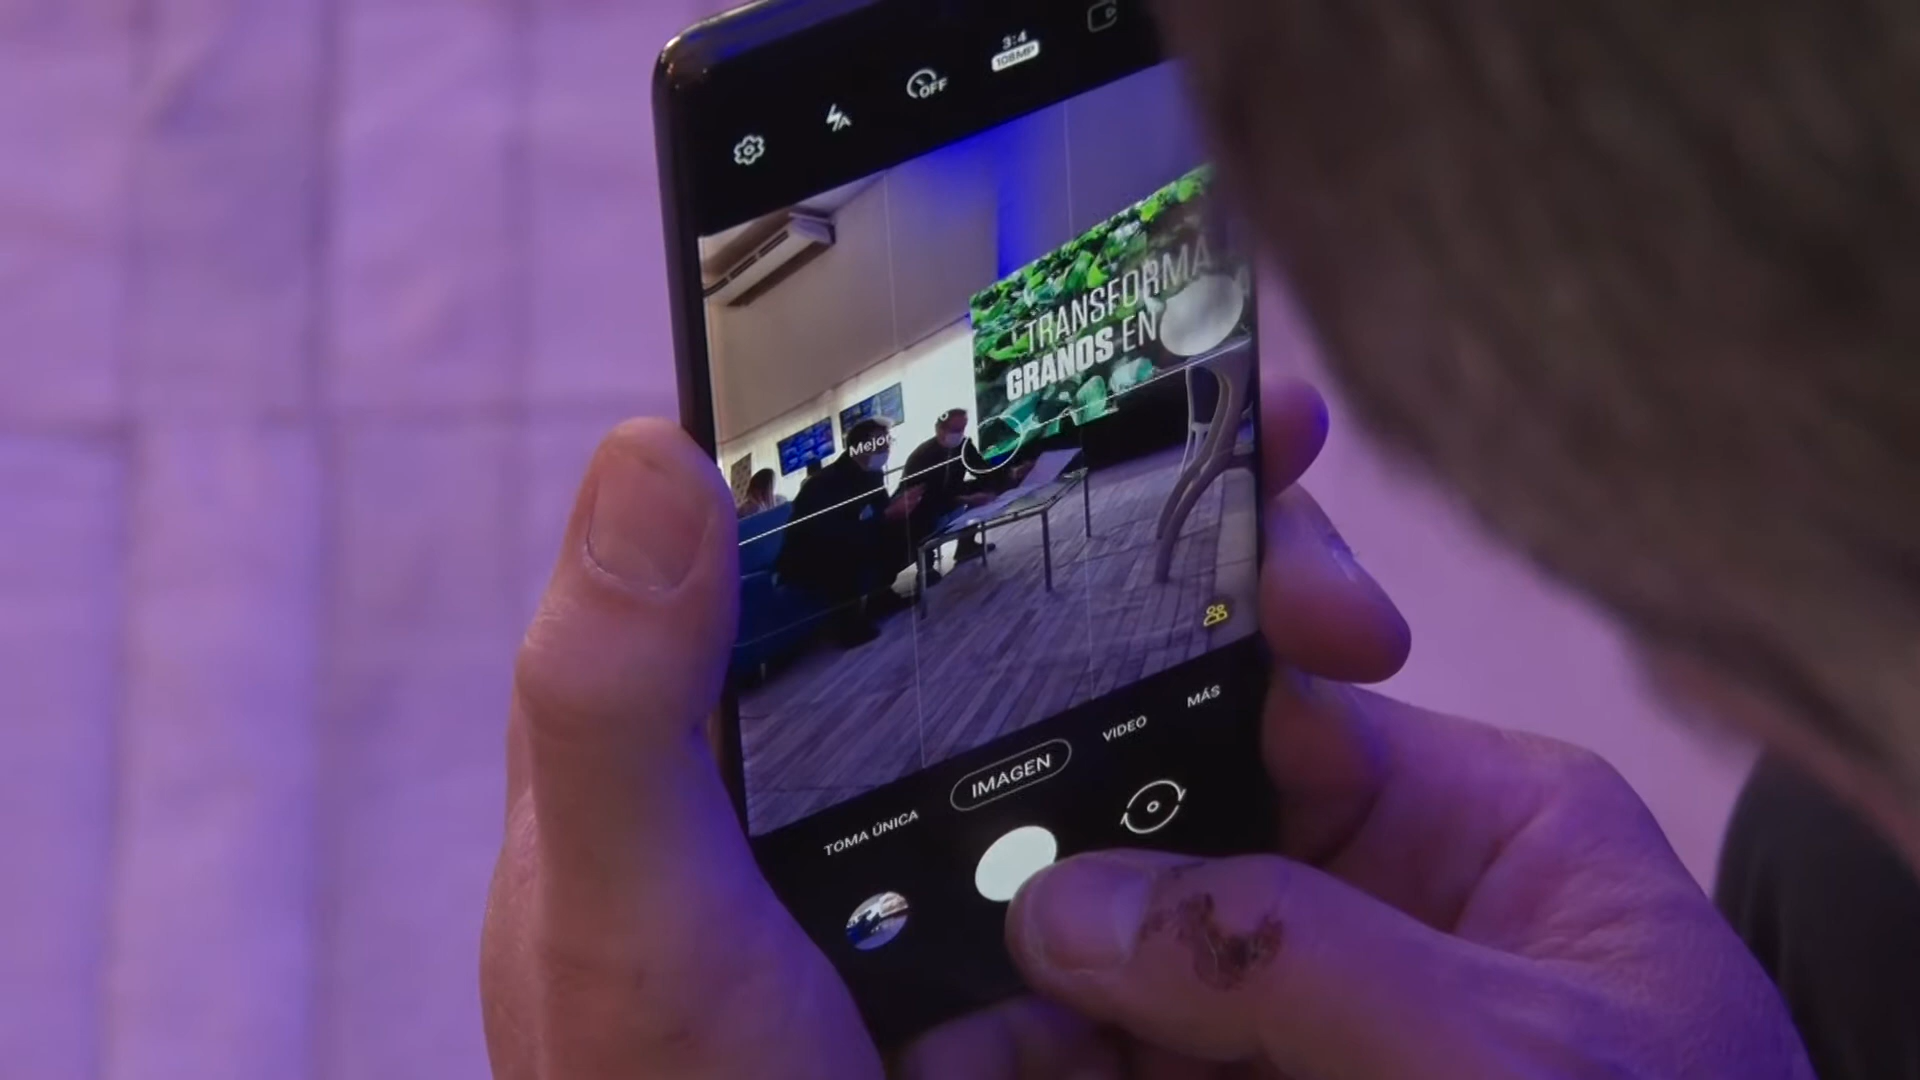 3:4
108MP
OFF
A
TRANSFORMA
GRANOS EN
Mejor
MÁS
VIDEO
IMAGEN
TOMA ÚNICA